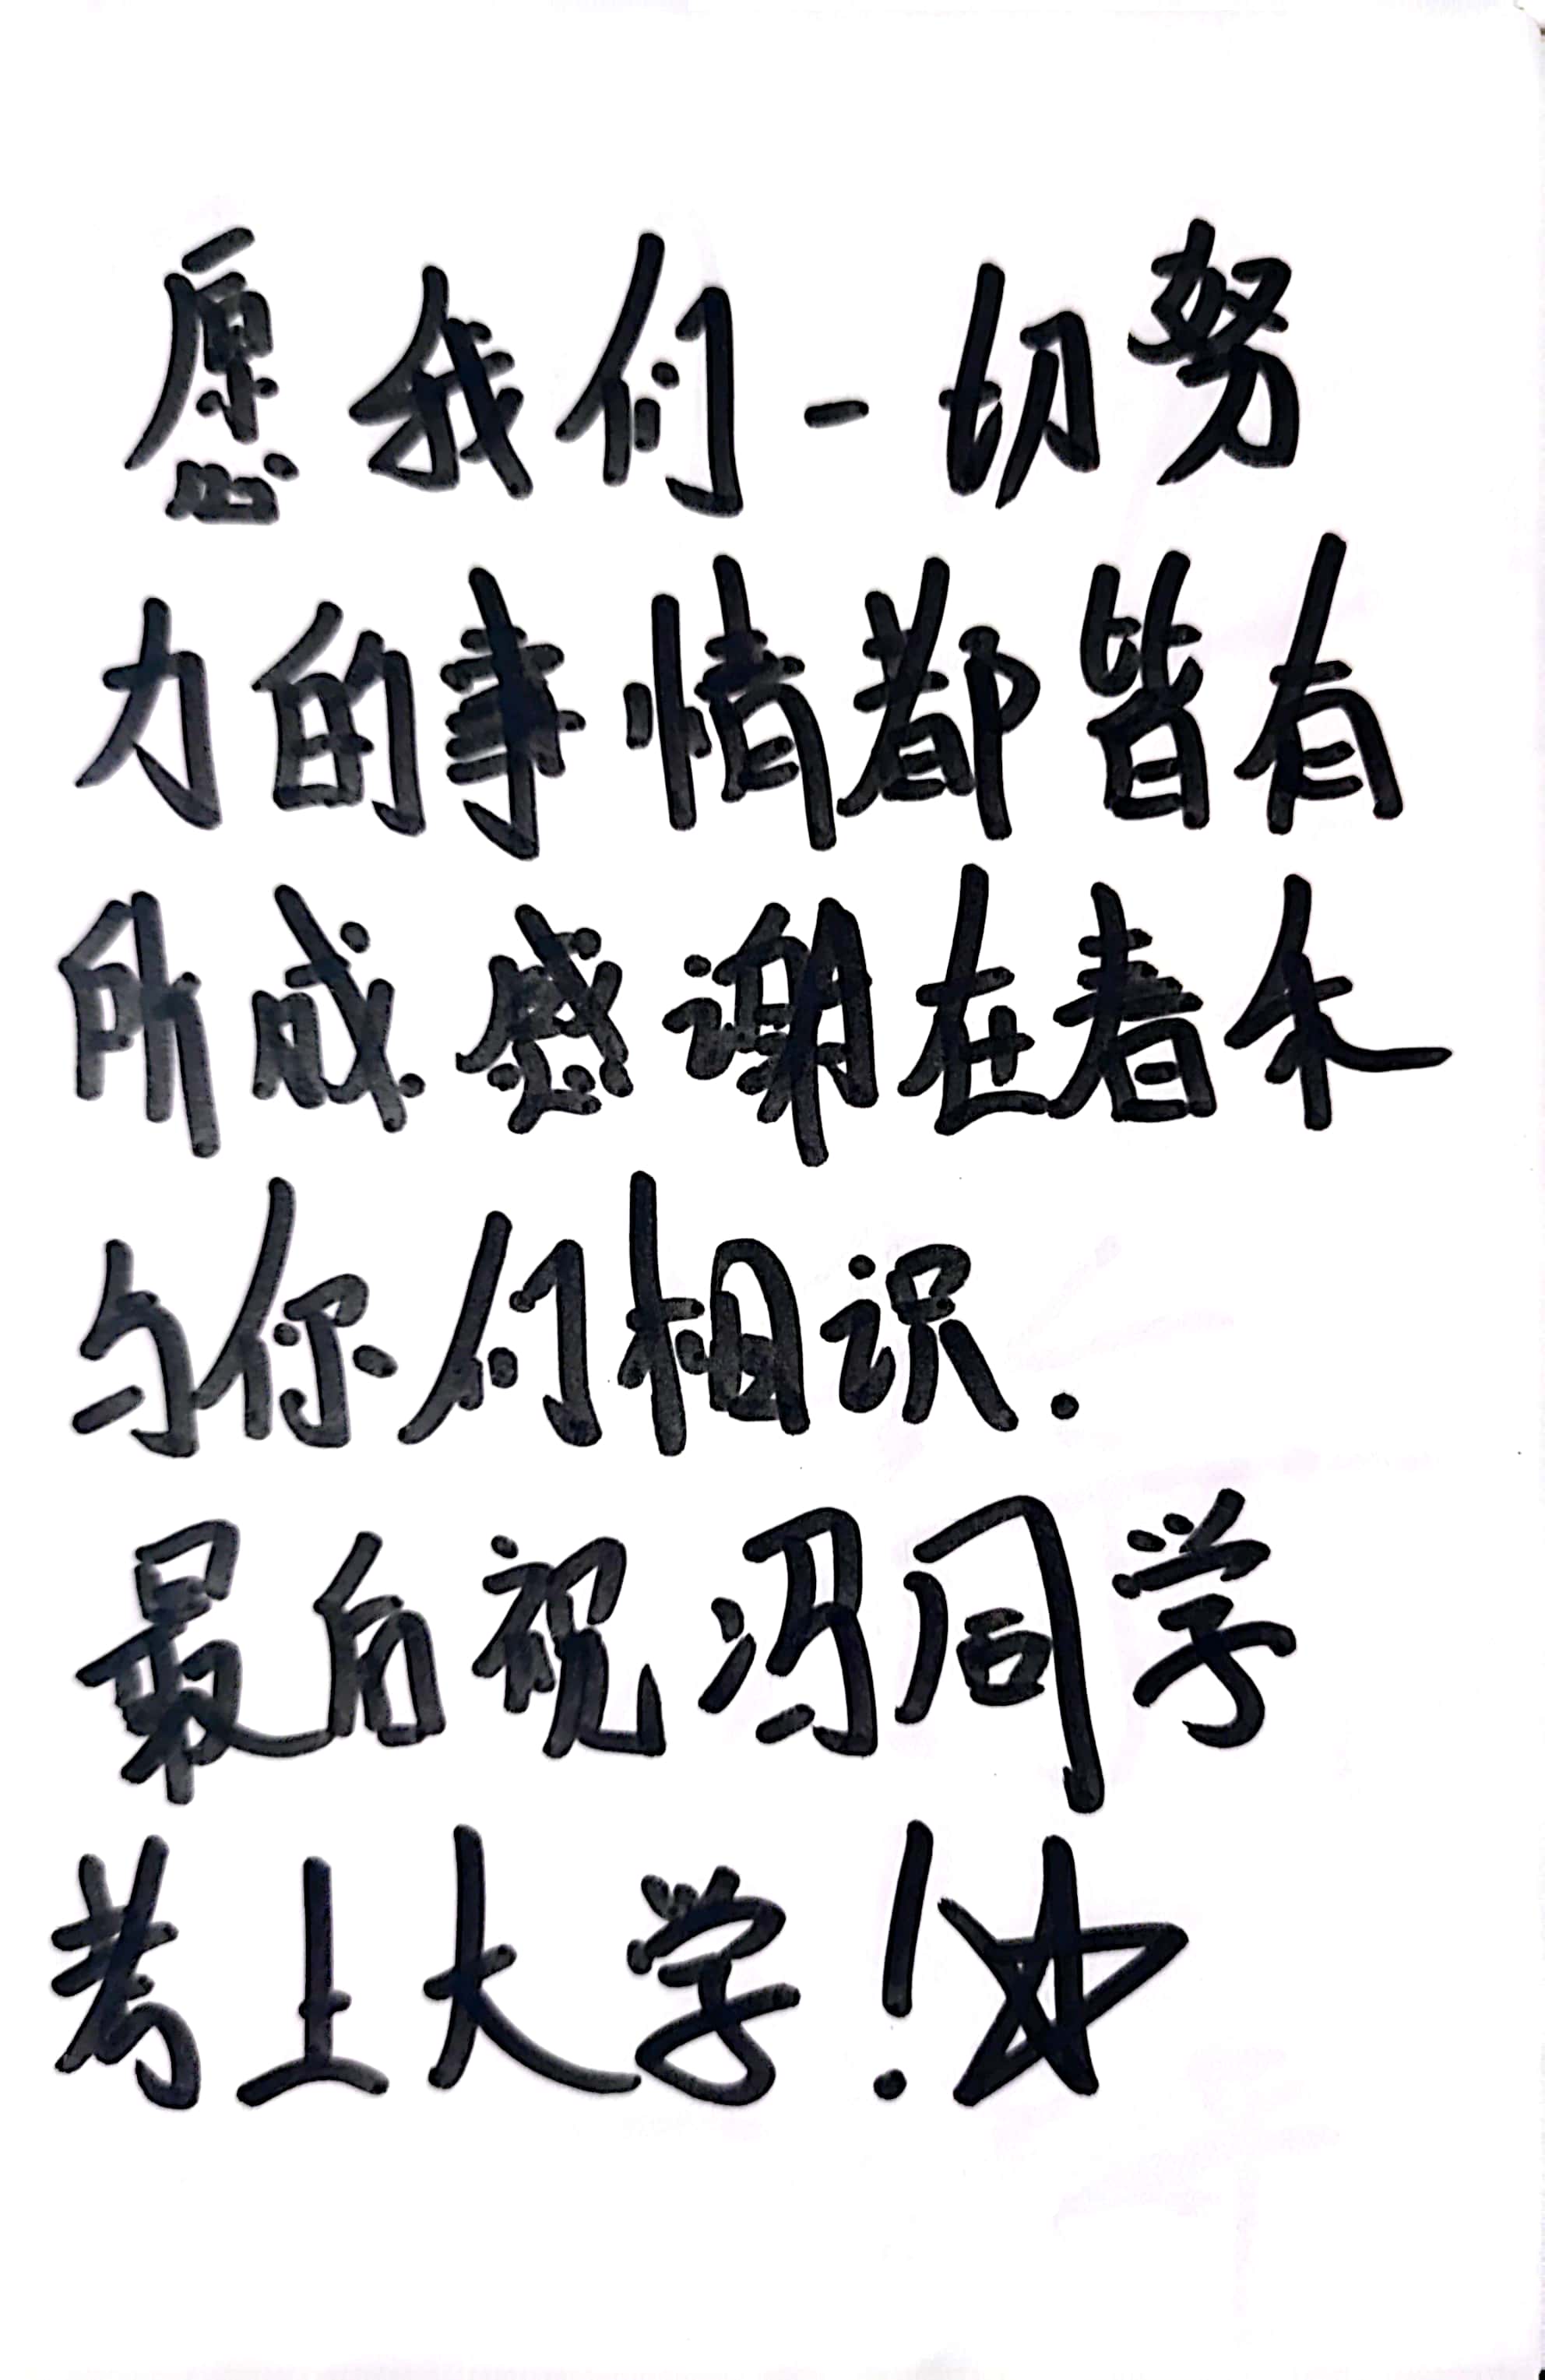 愿我们一切努
力的事情都皆有
所成.感谢在春禾
与你们相识.
最后祝冯同学
考上大学!☆